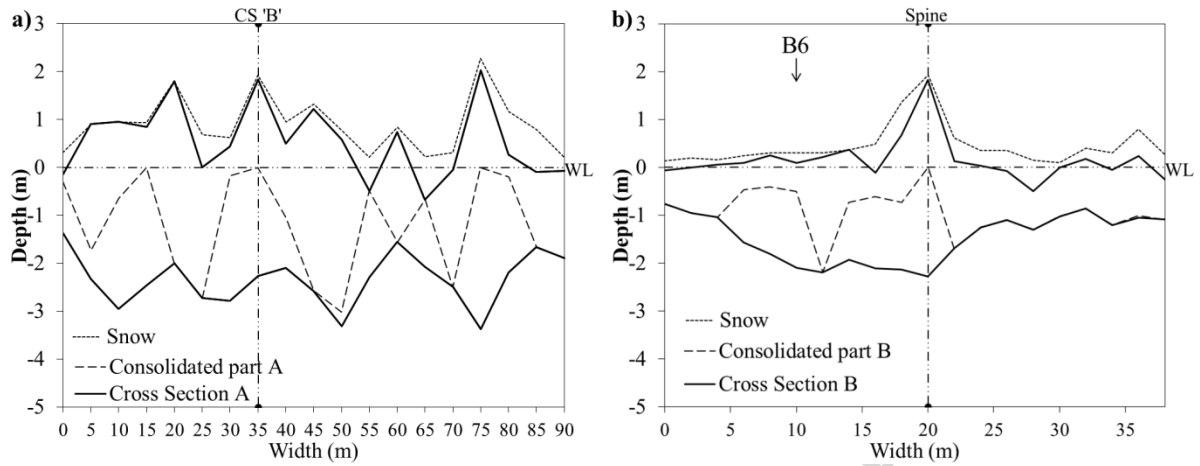 a)
CS 'B'
3
2
1
0
-1
-2
-3
-4
-5
Depth (m)
WL
Snow
Consolidated part A
Cross Section A
0 5 10 15 20 25 30 35 40 45 50 55 60 65 70 75 80 85 90
Width (m)
b)
Spine
B6
3
2
1
0
-1
-2
-3
-4
-5
Depth (m)
WL
Snow
Consolidated part B
Cross Section B
0 5 10 15 20 25 30 35
Width (m)